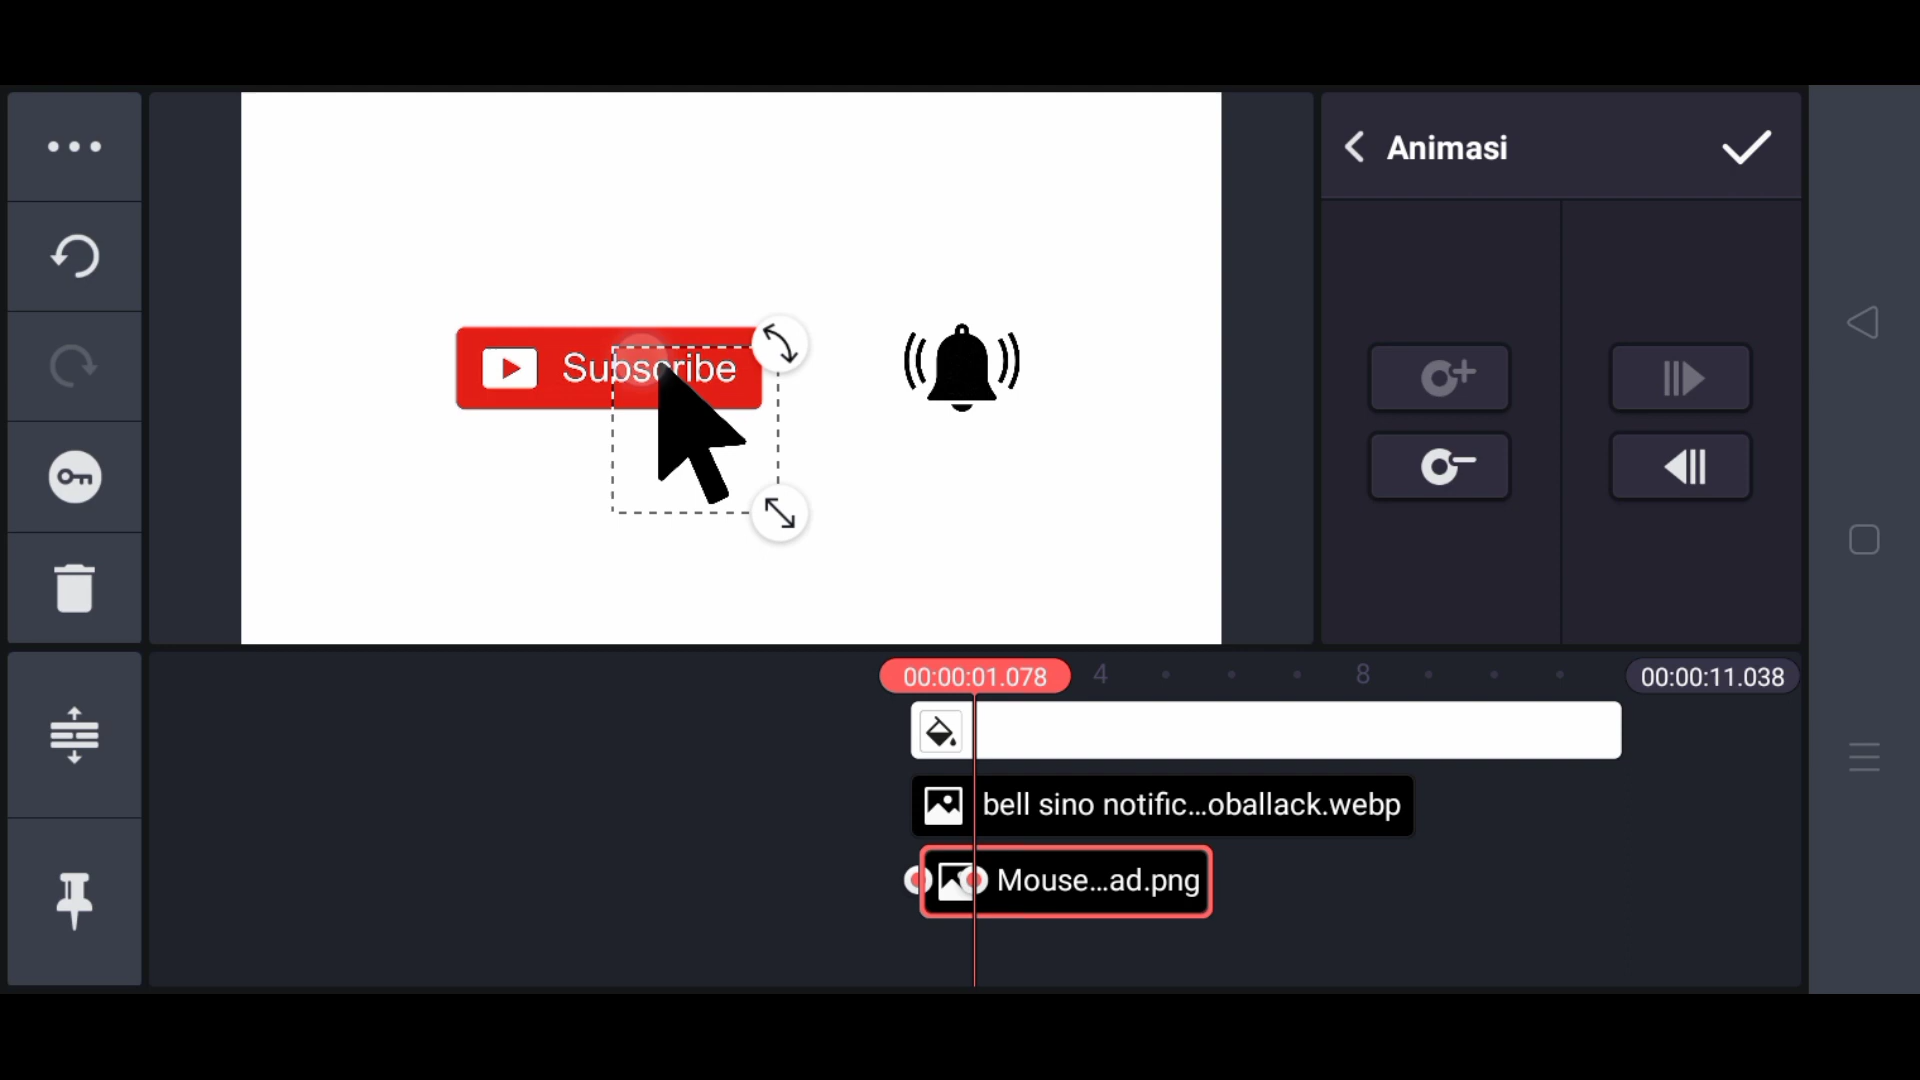 Animasi
Subscribe
00:00:01.078
4
8
00:00:11.038
bell sino notific...oballack.webp
Mouse...ad.png